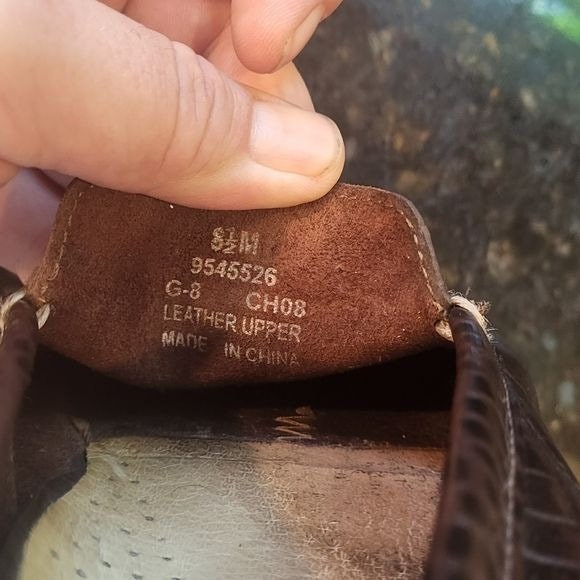 8½M
9545526
G-8 CH08
LEATHER UPPER
MADE IN CHINA